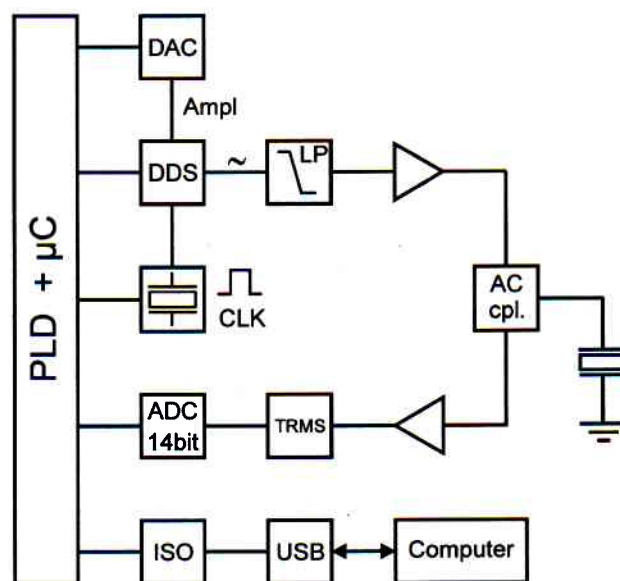 DAC
Ampl
DDS
~
LP
PLD + µC
CLK
AC
cpl.
ADC
14bit
TRMS
ISO
USB
Computer